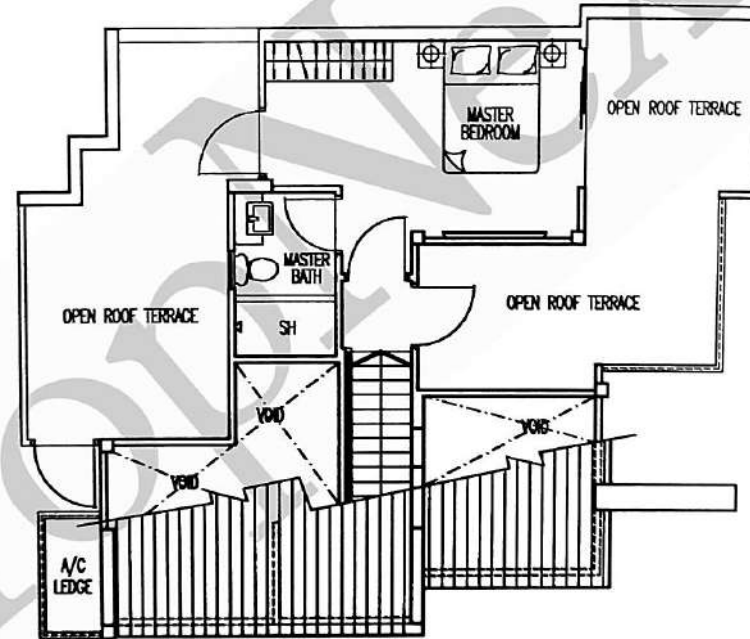 MASTER
BEDROOM
OPEN ROOF TERRACE
MASTER
BATH
OPEN ROOF TERRACE
OPEN ROOF TERRACE
SH
VOID
VOID
VOID
A/C
LEDGE